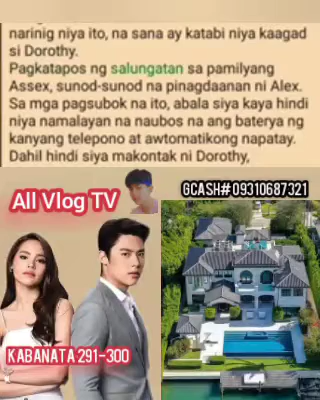 narinig niya ito, na sana ay katabi niya kaagad
si Dorothy.
Pagkatapos ng salungatan sa pamilyang
Assex, sunod-sunod na pinagdaanan ni Alex.
Sa mga pagsubok na ito, abala siya kaya hindi
niya namalayan na naubos na ang baterya ng
kanyang telepono at awtomatikong napatay.
Dahil hindi siya makontak ni Dorothy,
All Vlog TV
GCASH# 09310687321
KABANATA 291-300